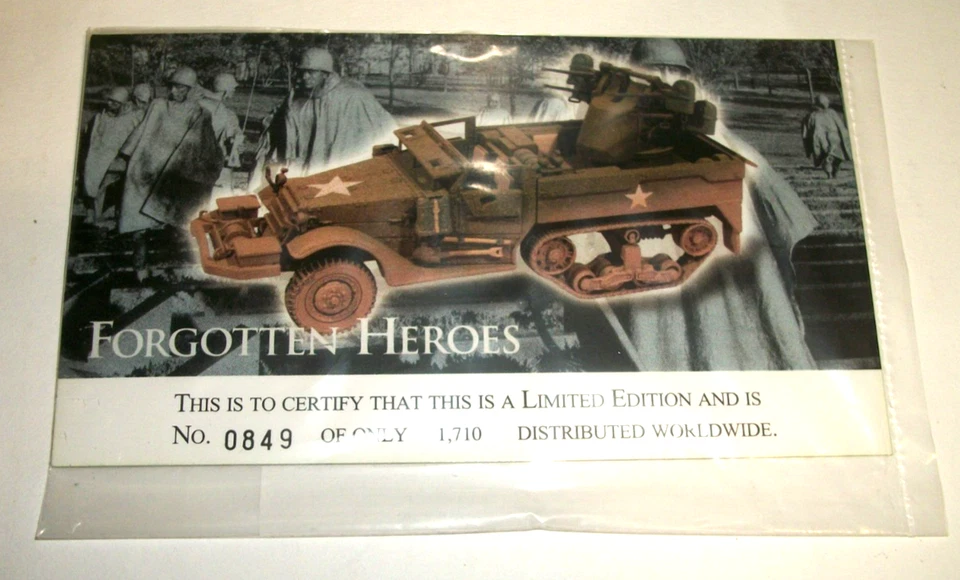 FORGOTTEN HEROES
THIS IS TO CERTIFY THAT THIS IS A LIMITED EDITION AND IS
NO. 0849 OF ONLY 1,710 DISTRIBUTED WORLDWIDE.